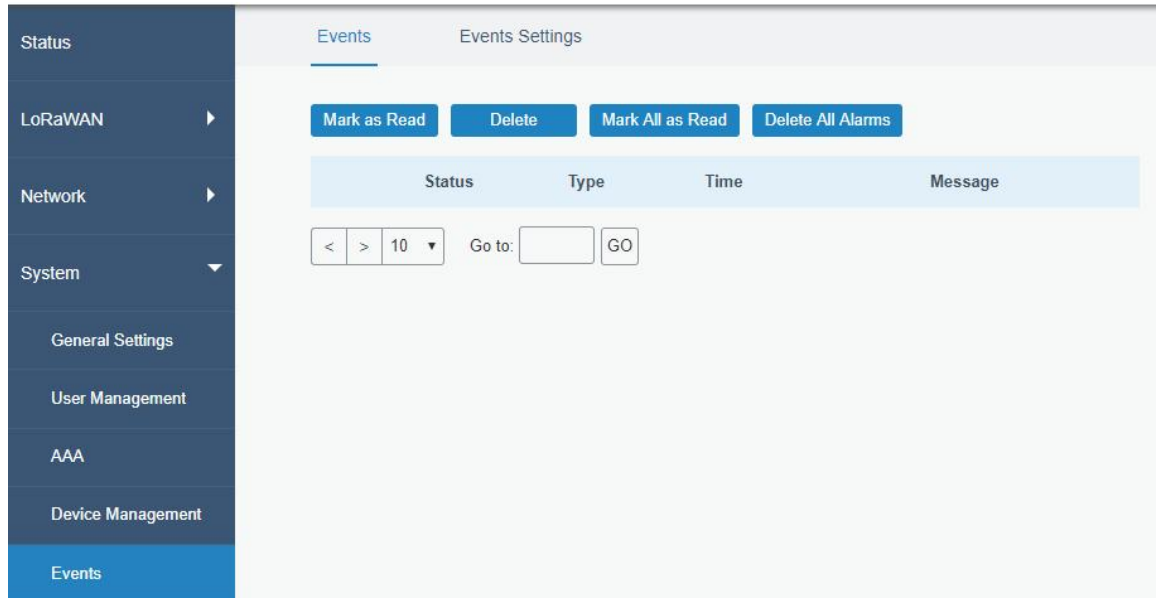 Status
LoRaWAN
Network
System
General Settings
User Management
AAA
Device Management
Events
Events Events Settings
Mark as Read Delete Mark All as Read Delete All Alarms
Status Type Time Message
< > 10 Go to: GO